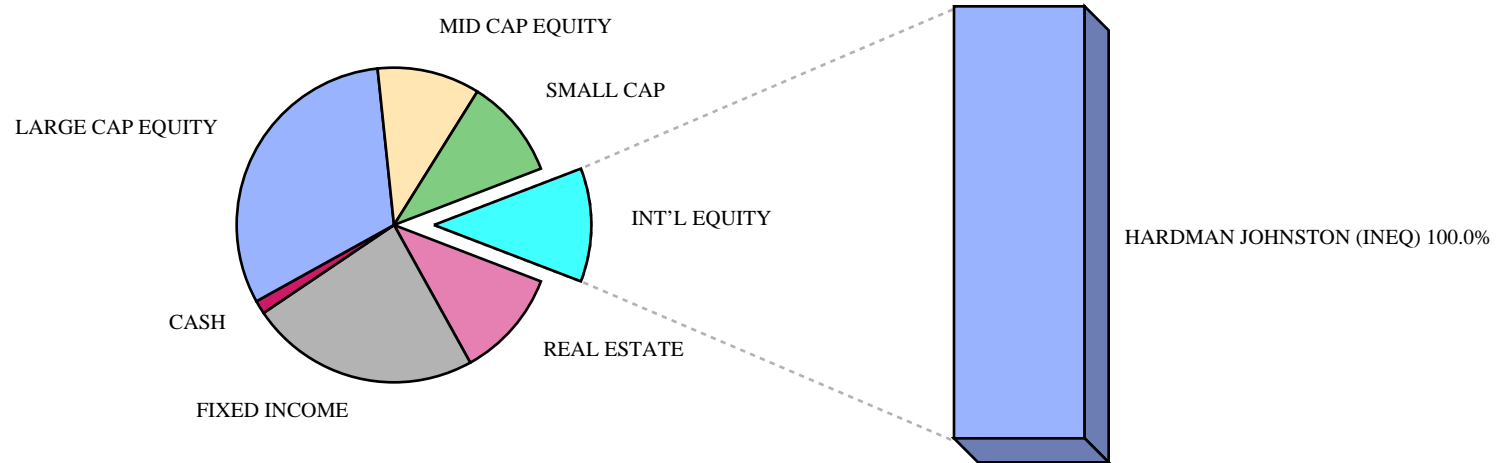 MID CAP EQUITY
SMALL CAP
LARGE CAP EQUITY
INT'L EQUITY
HARDMAN JOHNSTON (INEQ) 100.0%
CASH
REAL ESTATE
FIXED INCOME